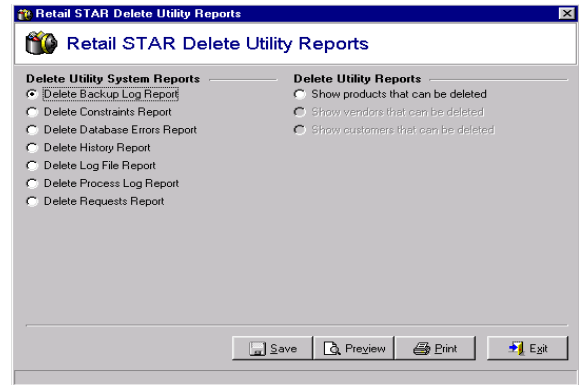 Retail STAR Delete Utility Reports
Retail STAR Delete Utility Reports
Delete Utility System Reports
Delete Backup Log Report
Delete Constraints Report
Delete Database Errors Report
Delete History Report
Delete Log File Report
Delete Process Log Report
Delete Requests Report
Delete Utility Reports
Show products that can be deleted
Show vendors that can be deleted
Show customers that can be deleted
Save
Preview
Print
Exit